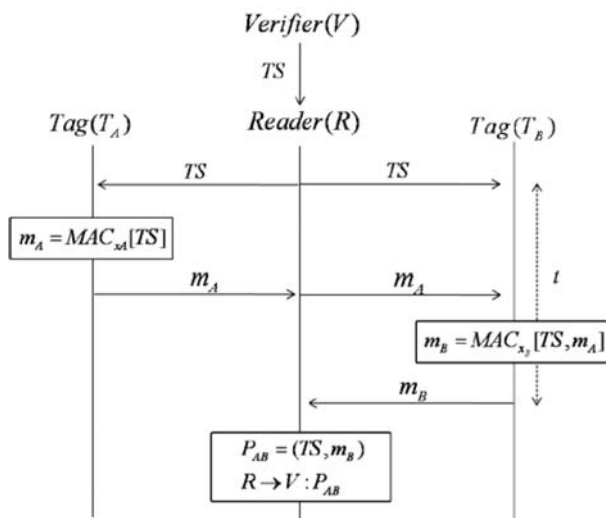 Verifier(V)
TS
Tag(T_A)
Reader(R)
Tag(T_B)
TS
TS
m_A = MAC_xA[TS]
m_A
m_A
t
m_B = MAC_x_B[TS, m_A]
m_B
P_AB = (TS, m_B)
R → V : P_AB